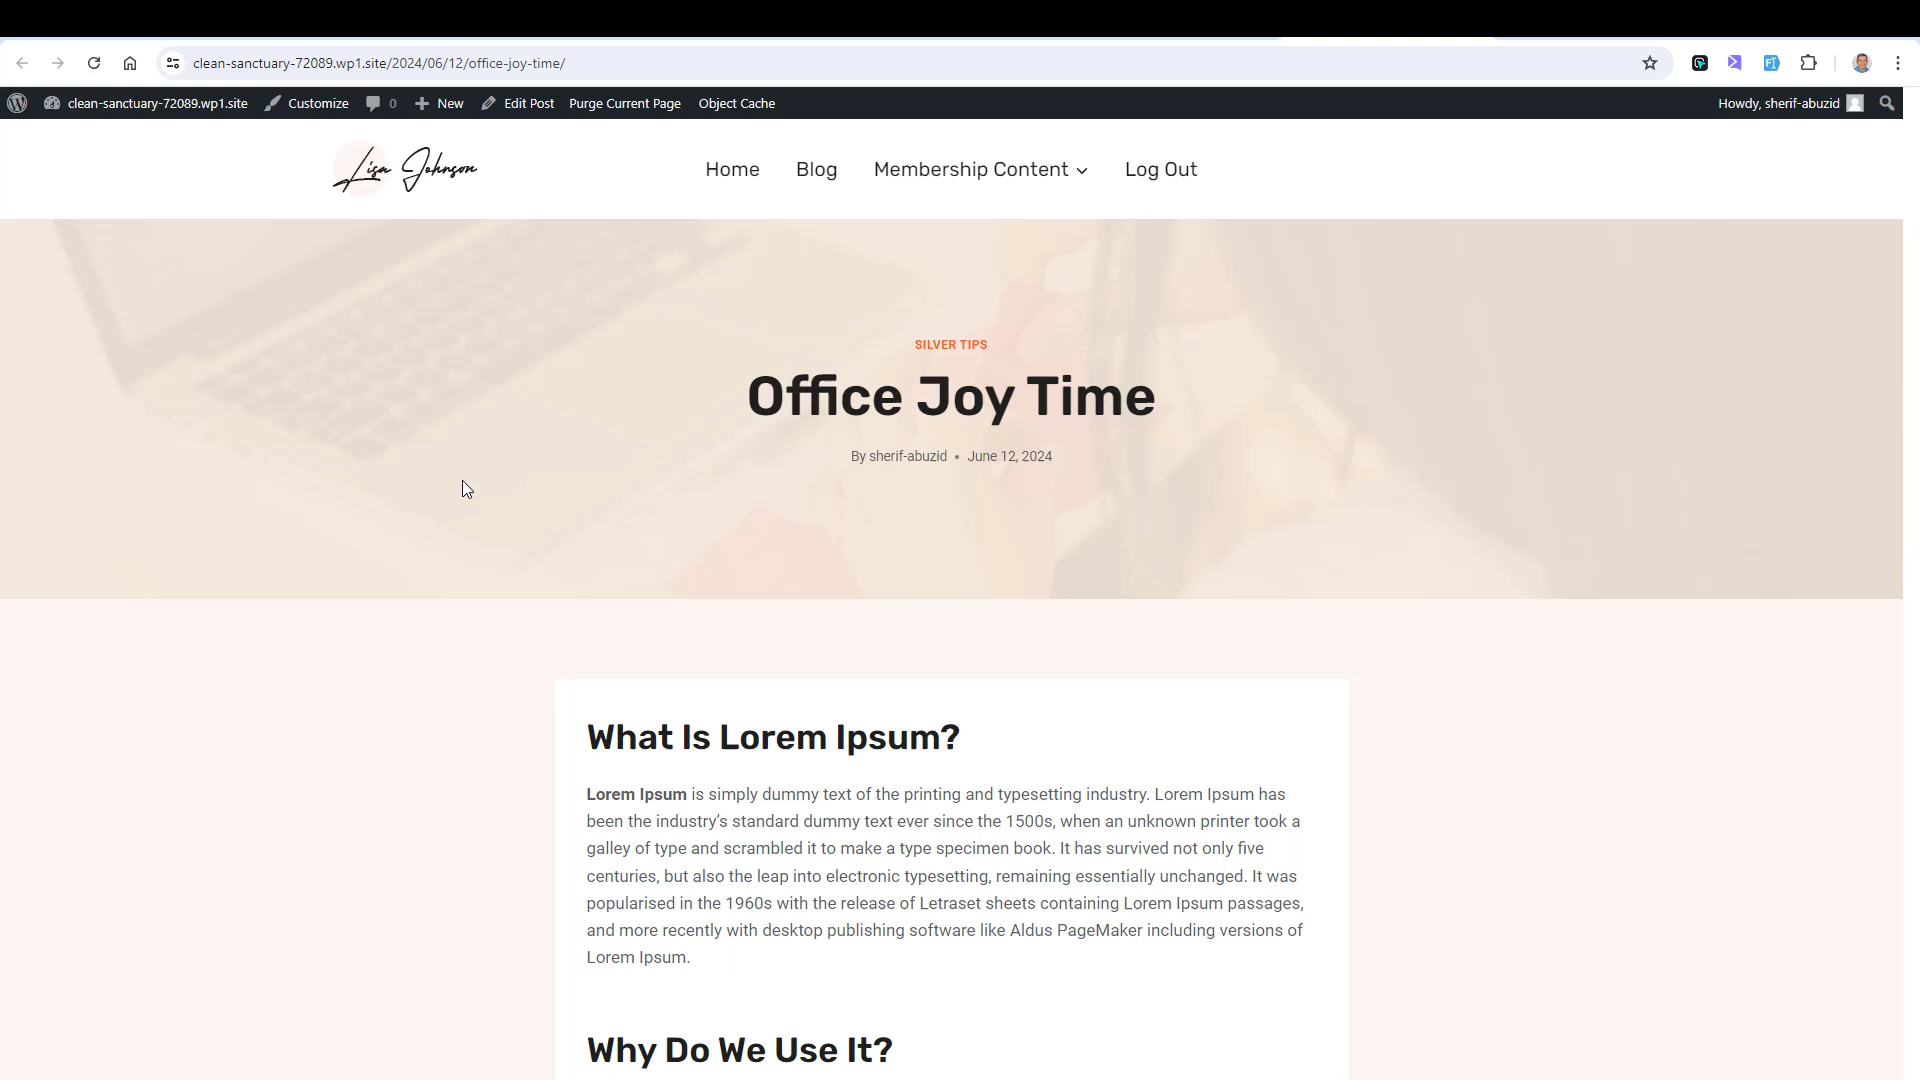 clean-sanctuary-72089.wp1.site/2024/06/12/office-joy-time/
clean-sanctuary-72089.wp1.site Customize 0 New Edit Post Purge Current Page Object Cache Howdy, sherif-abuzid
Lisa Johnson Home Blog Membership Content Log Out
SILVER TIPS
Office Joy Time
By sherif-abuzid • June 12, 2024
What Is Lorem Ipsum?
Lorem Ipsum is simply dummy text of the printing and typesetting industry. Lorem Ipsum has
been the industry’s standard dummy text ever since the 1500s, when an unknown printer took a
galley of type and scrambled it to make a type specimen book. It has survived not only five
centuries, but also the leap into electronic typesetting, remaining essentially unchanged. It was
popularised in the 1960s with the release of Letraset sheets containing Lorem Ipsum passages,
and more recently with desktop publishing software like Aldus PageMaker including versions of
Lorem Ipsum.
Why Do We Use It?